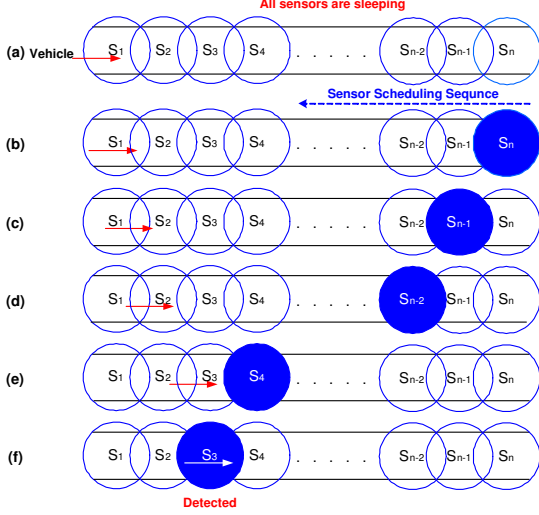 All sensors are sleeping
(a) Vehicle S1 S2 S3 S4 . . . . . Sn-2 Sn-1 Sn
Sensor Scheduling Sequnce
(b) S1 S2 S3 S4 . . . . . Sn-2 Sn-1 Sn
(c) S1 S2 S3 S4 . . . . . Sn-2 Sn-1 Sn
(d) S1 S2 S3 S4 . . . . . Sn-2 Sn-1 Sn
(e) S1 S2 S3 S4 . . . . . Sn-2 Sn-1 Sn
(f) S1 S2 S3 S4 . . . . . Sn-2 Sn-1 Sn
Detected